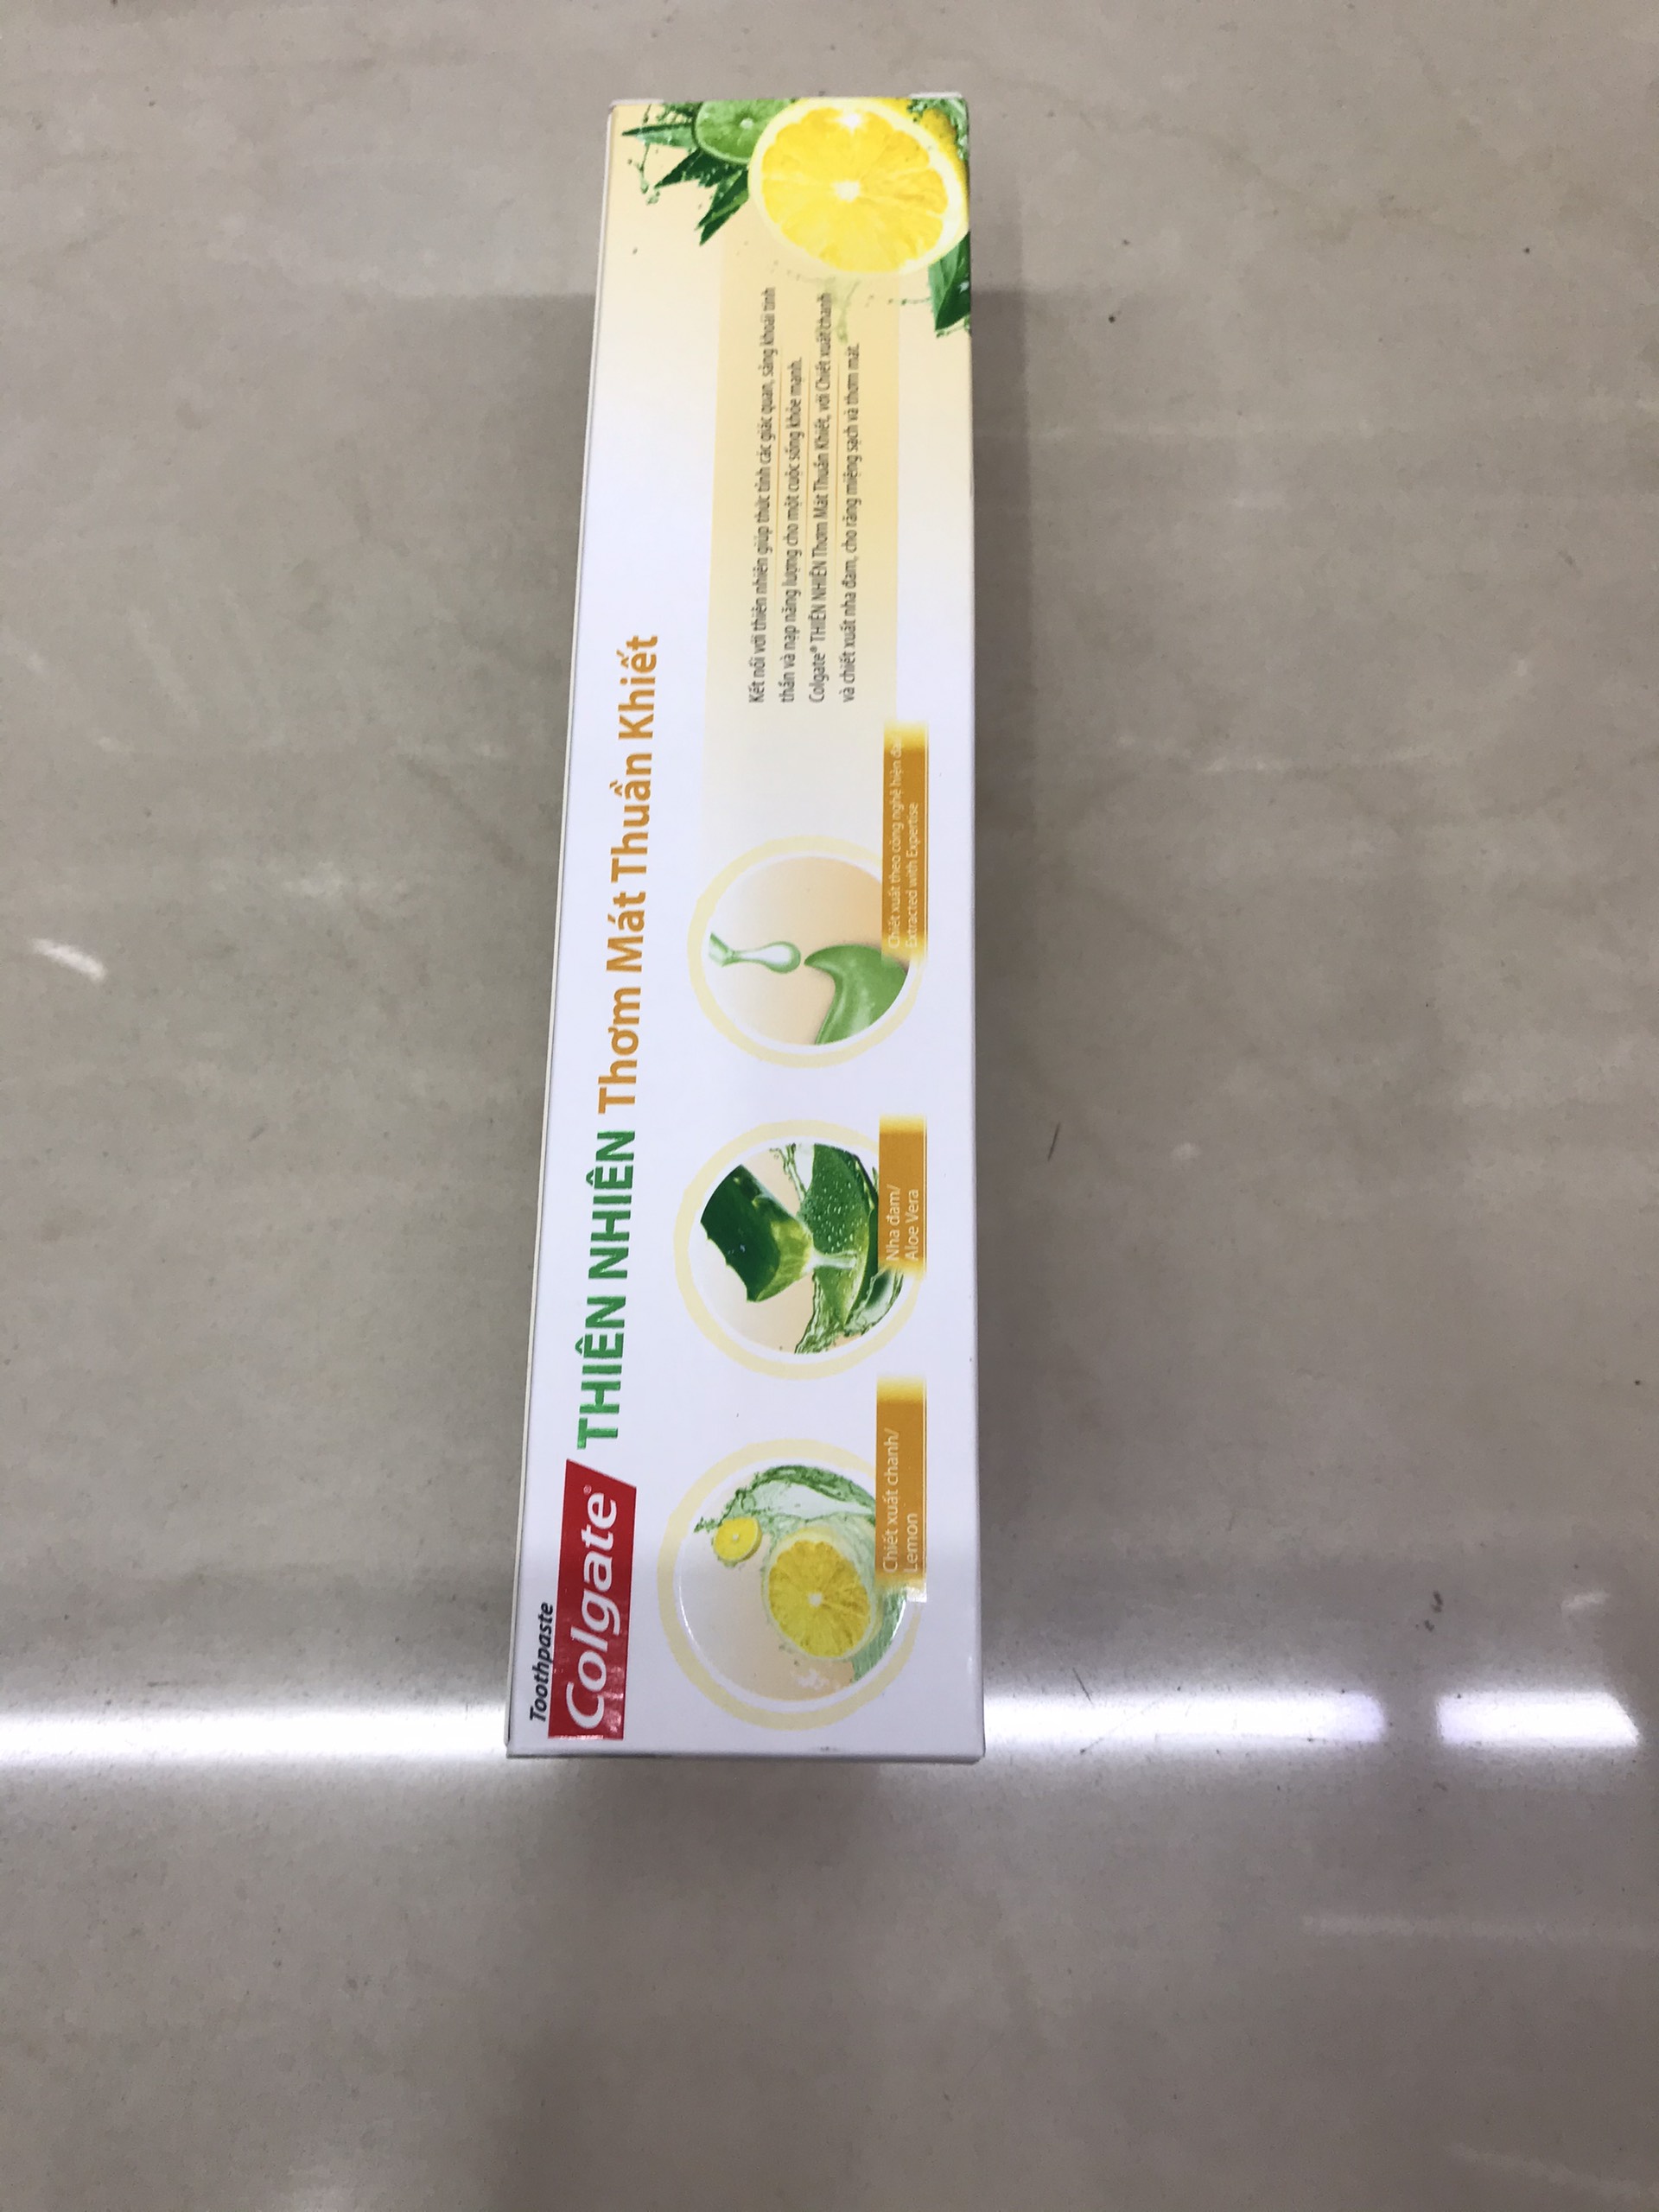 Toothpaste
Colgate® THIÊN NHIÊN Thơm Mát Thuần Khiết
Kết nối với thiên nhiên giúp thức tỉnh các giác quan, sảng khoái tinh
thần và nạp năng lượng cho một cuộc sống khỏe mạnh.
Colgate® THIÊN NHIÊN Thơm Mát Thuần Khiết, với Chiết xuất chanh
và chiết xuất nha đam, cho răng miệng sạch và thơm mát.
Chiết xuất chanh/
Lemon
Nha đam/
Aloe Vera
Chiết xuất theo công nghệ hiện đại
Extracted with Expertise